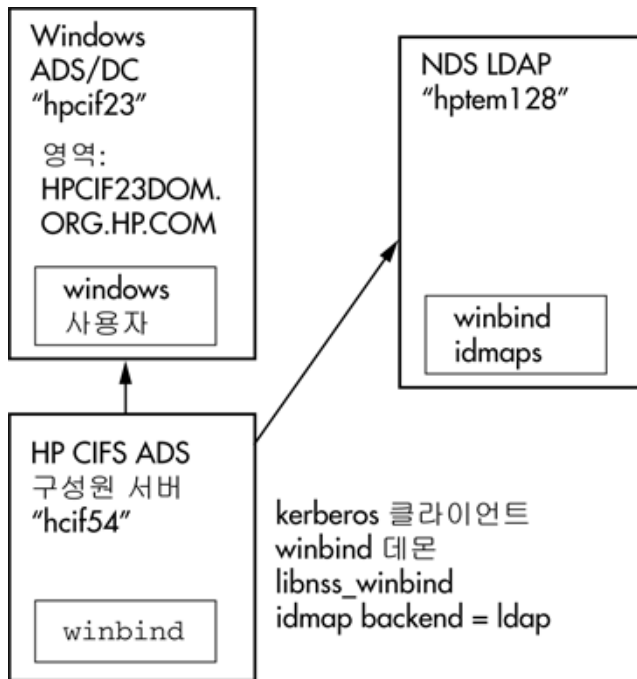 Windows
ADS/DC
“hpcif23”
영역:
HPCIF23DOM.
ORG.HP.COM
windows
사용자
NDS LDAP
“hptem128”
winbind
idmaps
HP CIFS ADS
구성원 서버
“hcif54”
winbind
kerberos 클라이언트
winbind 데몬
libnss_winbind
idmap backend = ldap